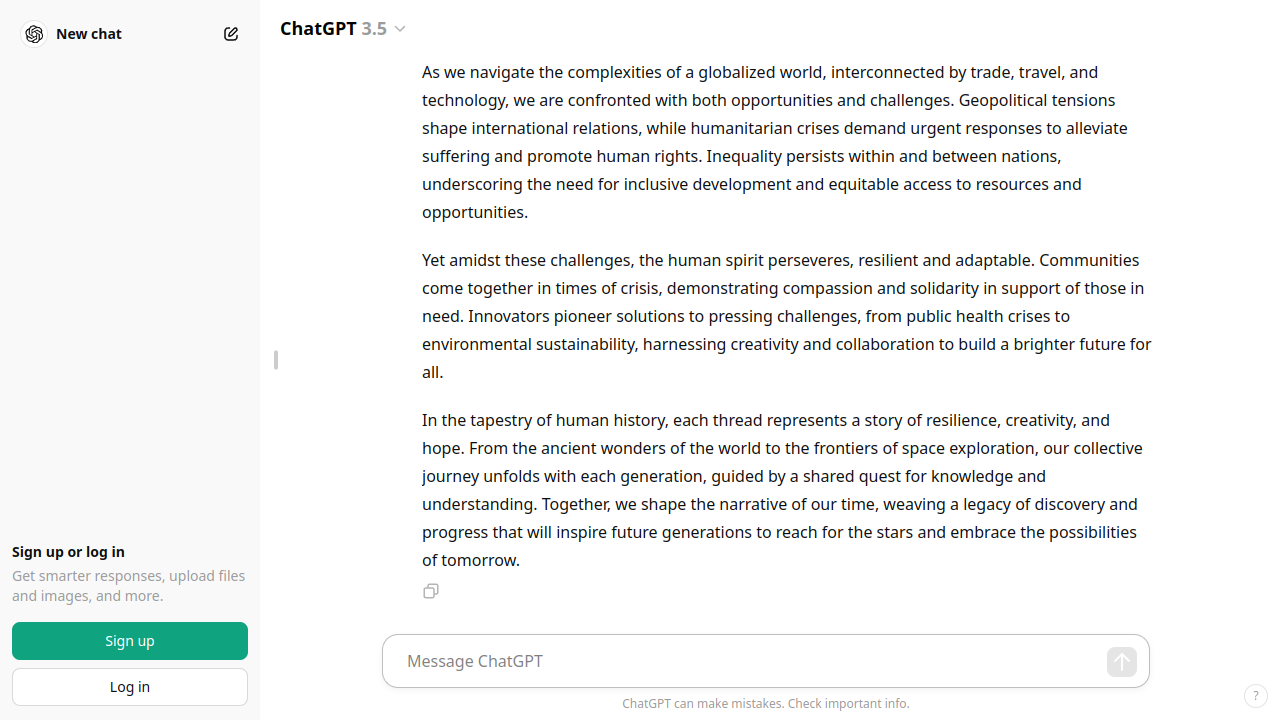 New chat
ChatGPT 3.5
As we navigate the complexities of a globalized world, interconnected by trade, travel, and
technology, we are confronted with both opportunities and challenges. Geopolitical tensions
shape international relations, while humanitarian crises demand urgent responses to alleviate
suffering and promote human rights. Inequality persists within and between nations,
underscoring the need for inclusive development and equitable access to resources and
opportunities.
Yet amidst these challenges, the human spirit perseveres, resilient and adaptable. Communities
come together in times of crisis, demonstrating compassion and solidarity in support of those in
need. Innovators pioneer solutions to pressing challenges, from public health crises to
environmental sustainability, harnessing creativity and collaboration to build a brighter future for
all.
In the tapestry of human history, each thread represents a story of resilience, creativity, and
hope. From the ancient wonders of the world to the frontiers of space exploration, our collective
journey unfolds with each generation, guided by a shared quest for knowledge and
understanding. Together, we shape the narrative of our time, weaving a legacy of discovery and
progress that will inspire future generations to reach for the stars and embrace the possibilities
of tomorrow.
Sign up or log in
Get smarter responses, upload files
and images, and more.
Sign up
Log in
Message ChatGPT
ChatGPT can make mistakes. Check important info.
?